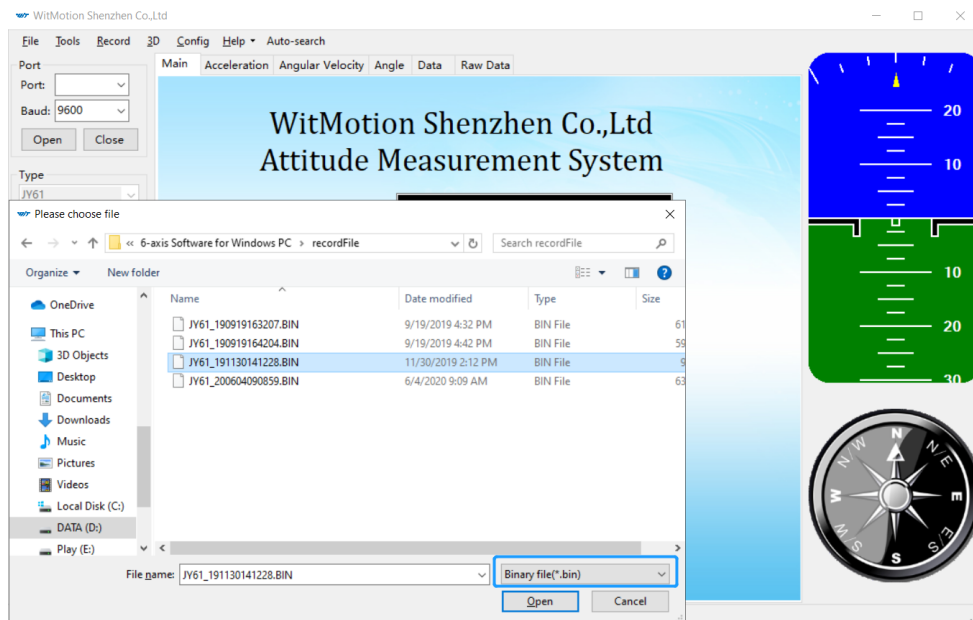 WitMotion Shenzhen Co.,Ltd
File Tools Record 3D Config Help Auto-search
Port
Port:
Baud: 9600
Open Close
Type
JY61
Main Acceleration Angular Velocity Angle Data Raw Data
WitMotion Shenzhen Co.,Ltd
Attitude Measurement System
20
10
10
20
30
N
N/E
E
S/E
S
W/S
W
N/W
Please choose file
« 6-axis Software for Windows PC > recordFile
Search recordFile
Organize New folder
OneDrive
This PC
3D Objects
Desktop
Documents
Downloads
Music
Pictures
Videos
Local Disk (C:)
DATA (D:)
Play (E:)
Name Date modified Type Size
JY61_190919163207.BIN 9/19/2019 4:32 PM BIN File 61
JY61_190919164204.BIN 9/19/2019 4:42 PM BIN File 59
JY61_191130141228.BIN 11/30/2019 2:12 PM BIN File 9
JY61_200604090859.BIN 6/4/2020 9:09 AM BIN File 63
File name: JY61_191130141228.BIN Binary file(*.bin)
Open Cancel